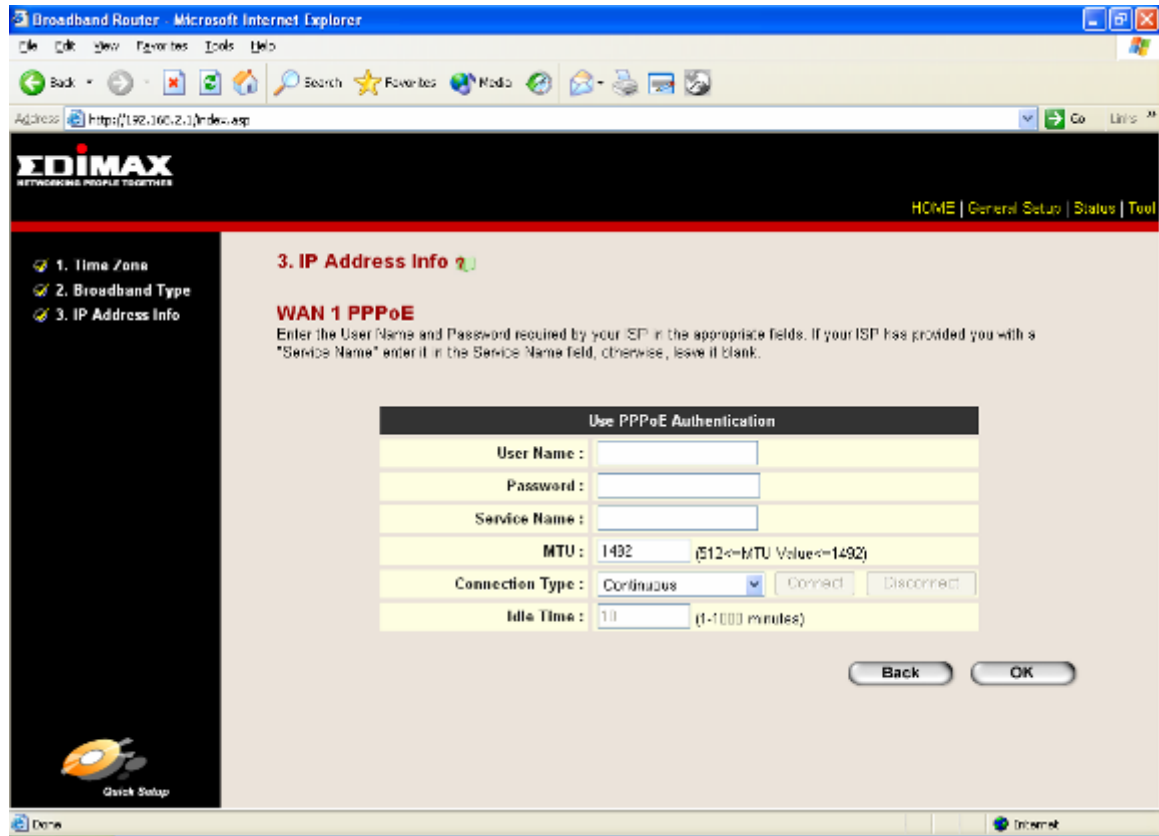 Broadband Router - Microsoft Internet Explorer
File Edit View Favorites Tools Help
Back Search Favorites Media
Address http://192.168.2.1/index.asp Go Links »
EDIMAX
NETWORKING PEOPLE TOGETHER
HOME | General Setup | Status | Tool
1. Time Zone
2. Broadband Type
3. IP Address Info
3. IP Address Info
WAN 1 PPPoE
Enter the User Name and Password required by your ISP in the appropriate fields. If your ISP has provided you with a
"Service Name" enter it in the Service Name field, otherwise, leave it blank.
Use PPPoE Authentication
User Name :
Password :
Service Name :
MTU : 1492 (512<=MTU Value<=1492)
Connection Type : Continuous Connect Disconnect
Idle Time : 10 (1-1000 minutes)
Back OK
Quick Setup
Done Internet